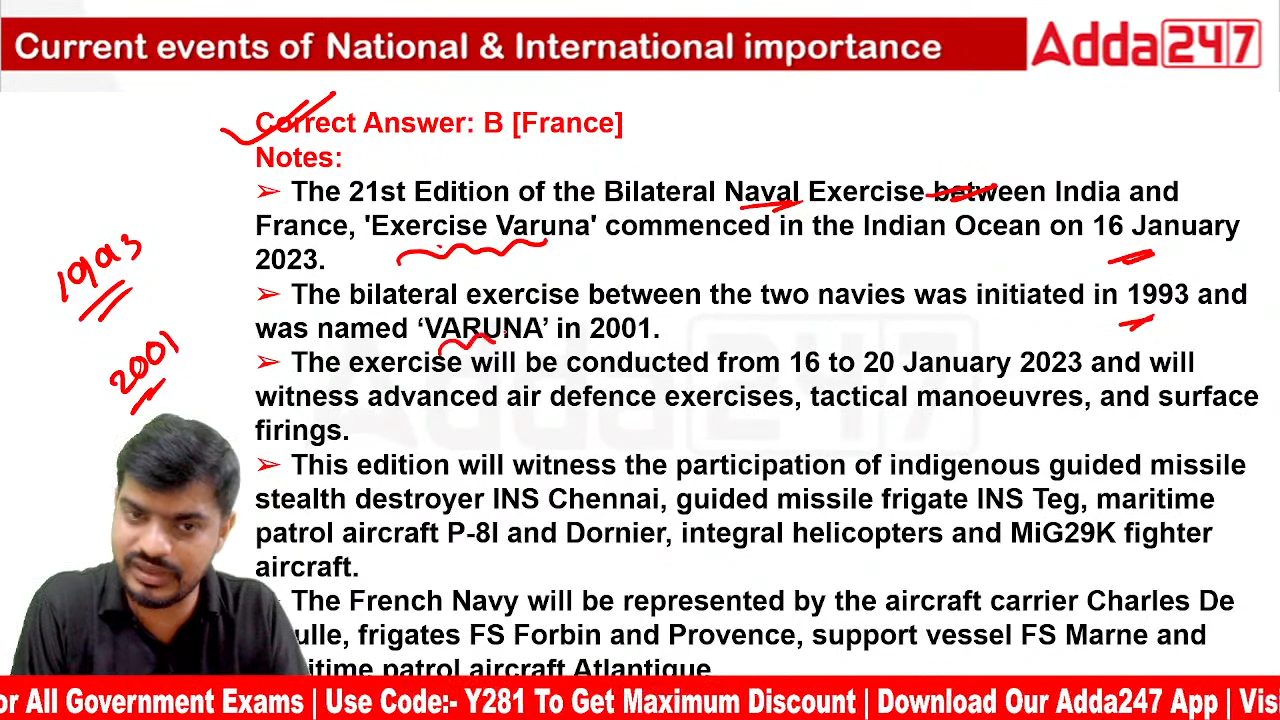 Current events of National & International importance
Adda247
Correct Answer: B [France]
Notes:
➢ The 21st Edition of the Bilateral Naval Exercise between India and
France, 'Exercise Varuna' commenced in the Indian Ocean on 16 January
2023.
➢ The bilateral exercise between the two navies was initiated in 1993 and
was named ‘VARUNA’ in 2001.
➢ The exercise will be conducted from 16 to 20 January 2023 and will
witness advanced air defence exercises, tactical manoeuvres, and surface
firings.
➢ This edition will witness the participation of indigenous guided missile
stealth destroyer INS Chennai, guided missile frigate INS Teg, maritime
patrol aircraft P-8I and Dornier, integral helicopters and MiG29K fighter
aircraft.
The French Navy will be represented by the aircraft carrier Charles De
ulle, frigates FS Forbin and Provence, support vessel FS Marne and
itime patrol aircraft Atlantique
1993
2001
Adda247
or All Government Exams | Use Code:- Y281 To Get Maximum Discount | Download Our Adda247 App | Visi